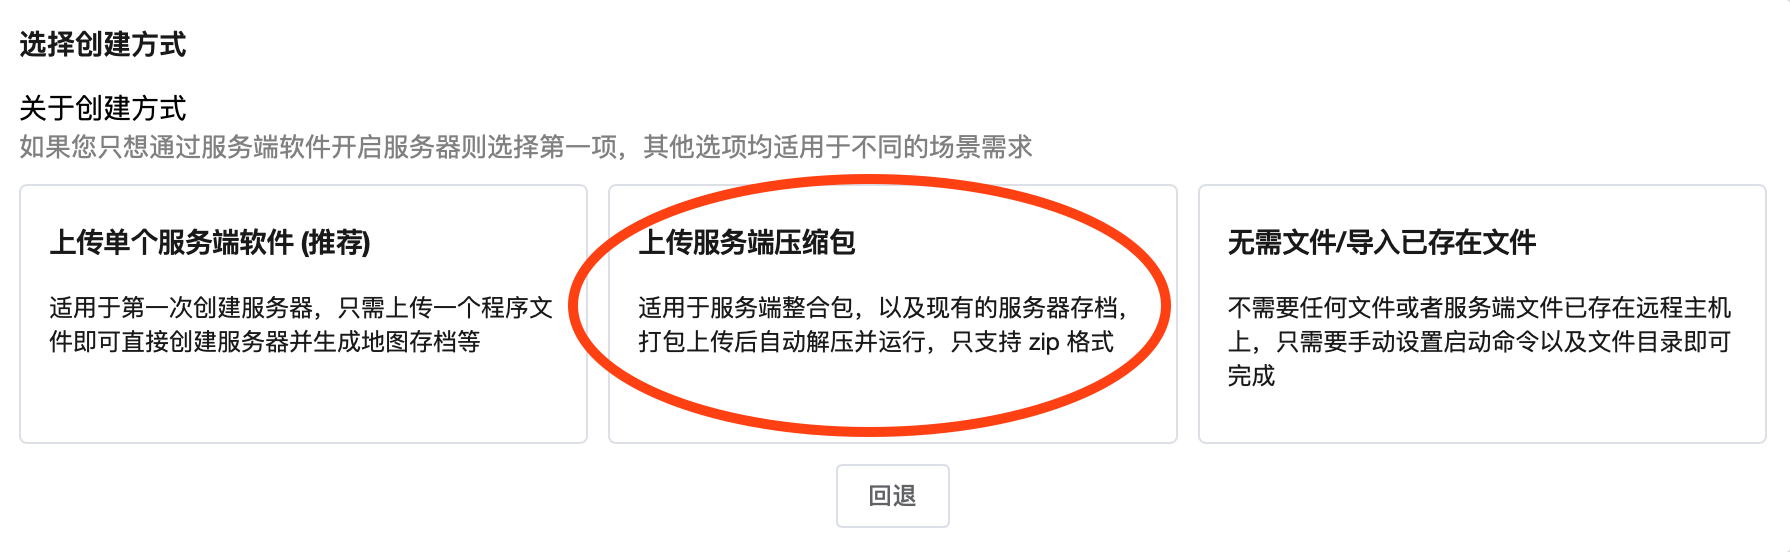 选择创建方式
关于创建方式
如果您只想通过服务端软件开启服务器则选择第一项，其他选项均适用于不同的场景需求
上传单个服务端软件 (推荐)
适用于第一次创建服务器，只需上传一个程序文
件即可直接创建服务器并生成地图存档等
上传服务端压缩包
适用于服务端整合包，以及现有的服务器存档，
打包上传后自动解压并运行，只支持 zip 格式
无需文件/导入已存在文件
不需要任何文件或者服务端文件已存在远程主机
上，只需要手动设置启动命令以及文件目录即可
完成
回退